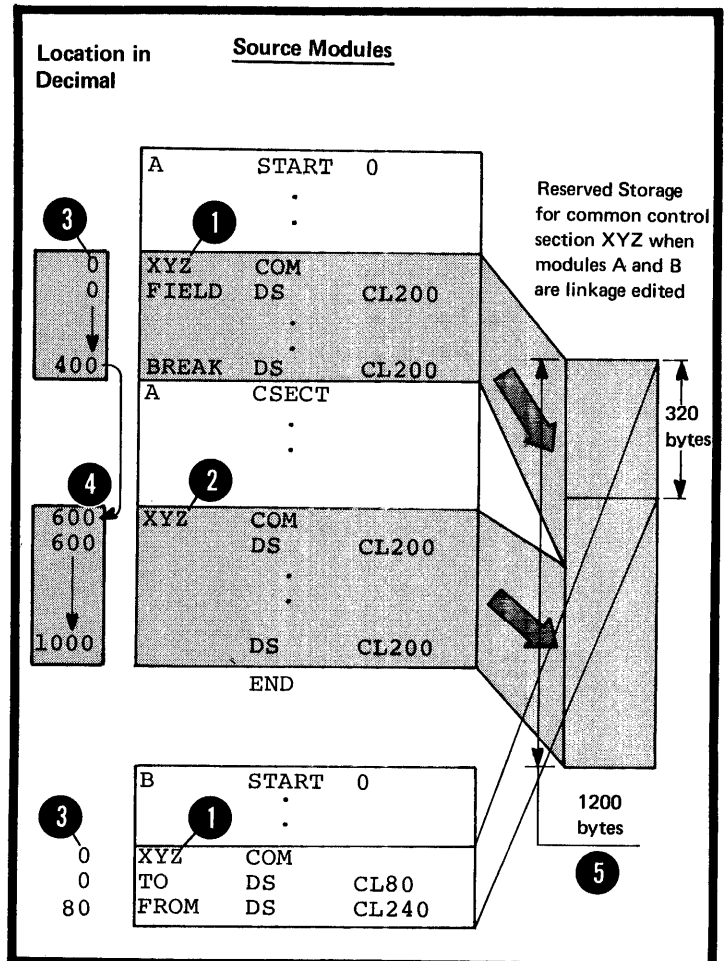 Location in
Decimal
Source Modules
A START 0
.
.
3
1
0 XYZ COM
0 FIELD DS CL200
.
.
400 BREAK DS CL200
A CSECT
.
.
4
2
600 XYZ COM
600 DS CL200
.
.
1000 DS CL200
END
Reserved Storage
for common control
section XYZ when
modules A and B
are linkage edited
320
bytes
1200
bytes
5
B START 0
.
.
3
1
0 XYZ COM
0 TO DS CL80
80 FROM DS CL240